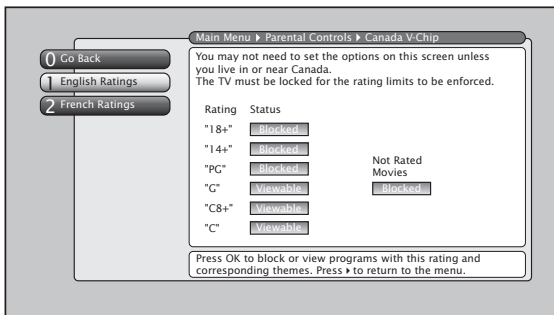 Main Menu ▸ Parental Controls ▸ Canada V-Chip
0 Go Back
1 English Ratings
2 French Ratings
You may not need to set the options on this screen unless
you live in or near Canada.
The TV must be locked for the rating limits to be enforced.
Rating Status
"18+" Blocked
"14+" Blocked
"PG" Blocked
"G" Viewable
"C8+" Viewable
"C" Viewable
Not Rated
Movies
Blocked
Press OK to block or view programs with this rating and
corresponding themes. Press ▸ to return to the menu.